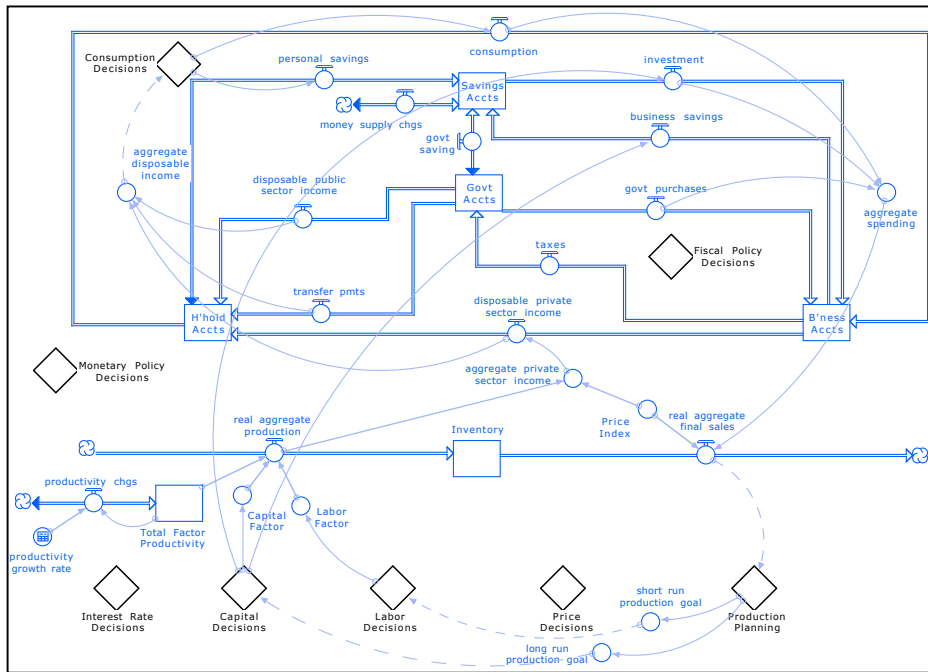 consumption
Consumption
Decisions
personal savings
investment
Savings
Accts
money supply chgs
business savings
govt
saving
aggregate
disposable
income
disposable public
sector income
Govt
Accts
govt purchases
aggregate
spending
taxes
Fiscal Policy
Decisions
transfer pmts
H'hold
Accts
disposable private
sector income
B'ness
Accts
Monetary Policy
Decisions
aggregate private
sector income
real aggregate
production
Inventory
Price
Index
real aggregate
final sales
productivity chgs
Total Factor
Productivity
Capital
Factor
Labor
Factor
productivity
growth rate
Interest Rate
Decisions
Capital
Decisions
Labor
Decisions
Price
Decisions
short run
production goal
Production
Planning
long run
production goal